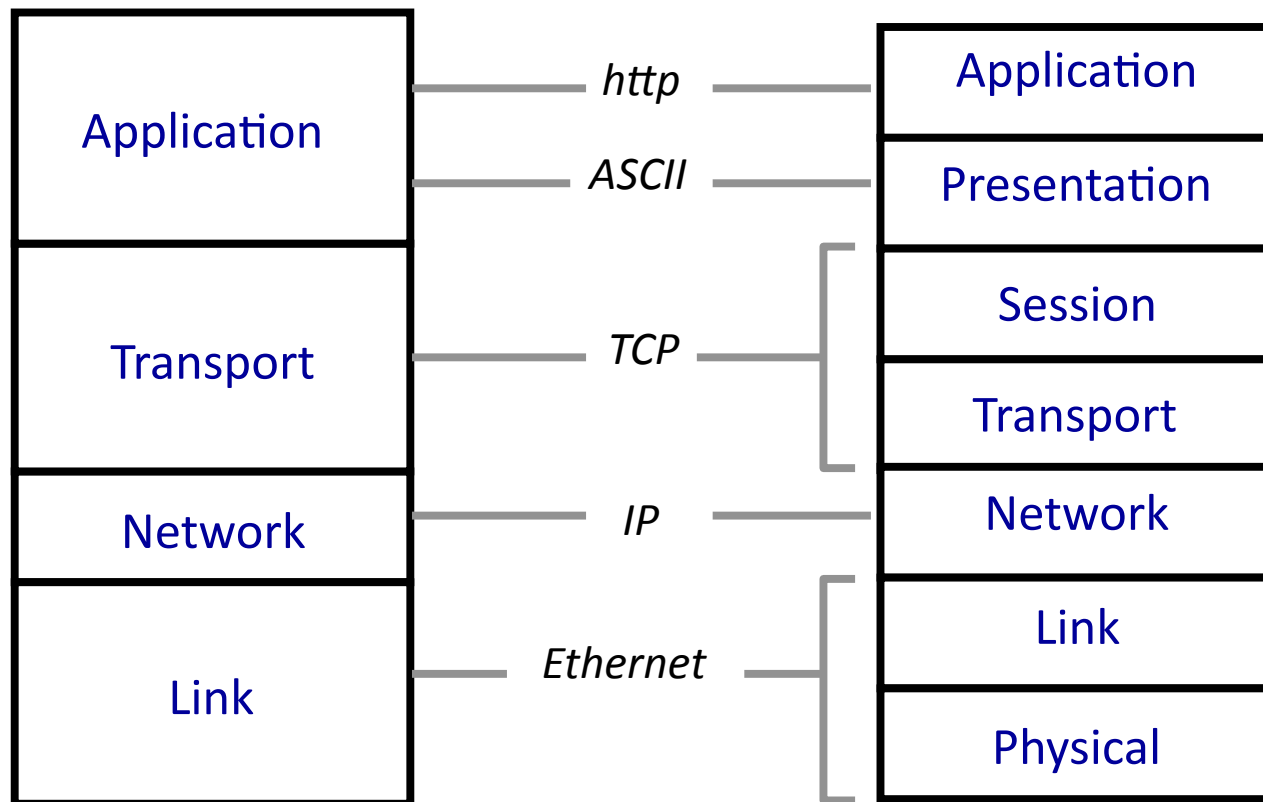 Application
Transport
Network
Link
http
ASCII
TCP
IP
Ethernet
Application
Presentation
Session
Transport
Network
Link
Physical